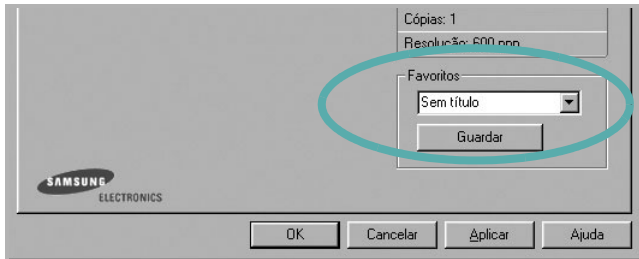 Cópias: 1
Resolução: 600 ppp
Favoritos
Sem título
Guardar
SAMSUNG
ELECTRONICS
OK Cancelar Aplicar Ajuda